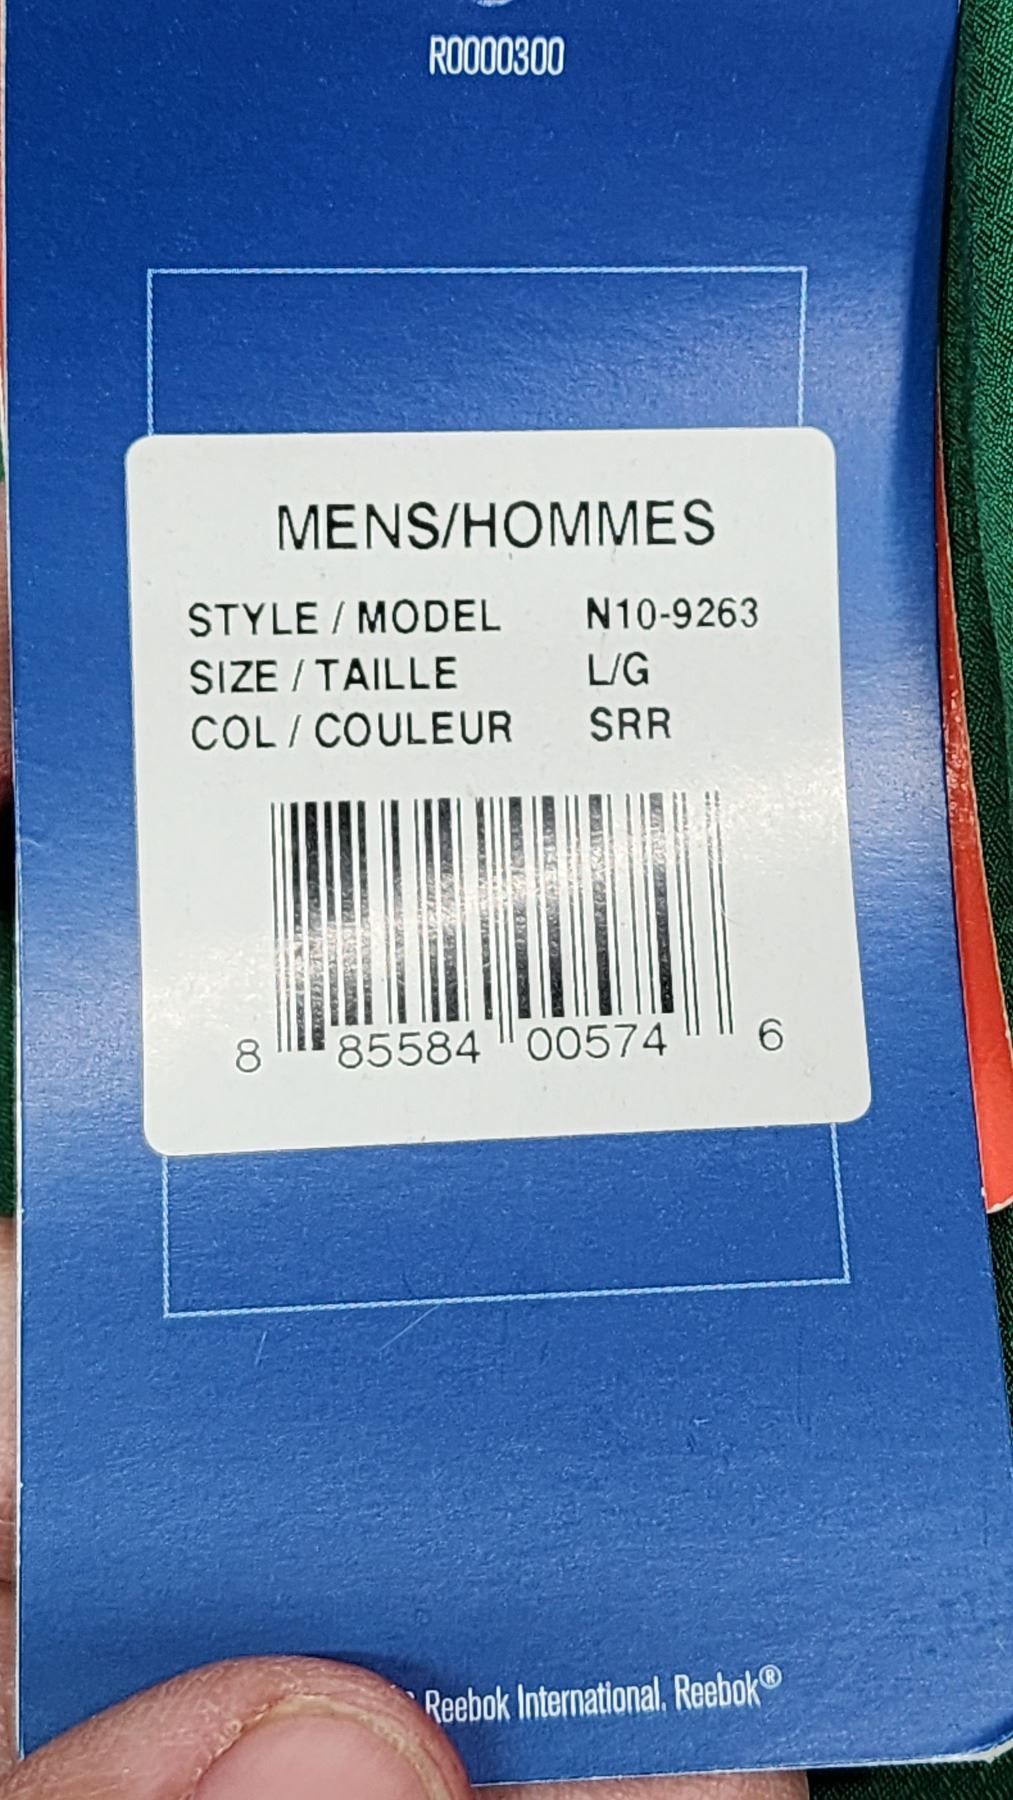 R0000300
MENS/HOMMES
STYLE / MODEL N10-9263
SIZE / TAILLE L/G
COL / COULEUR SRR
8 85584 00574 6
Reebok International. Reebok®